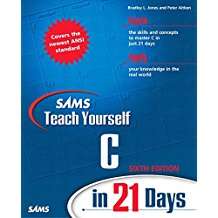 Bradley L. Jones and Peter Aitken
Covers the
newest ANSI
standard
Learn
the skills and concepts
to master C in
just 21 days
Apply
your knowledge in the
real world
SAMS
Teach Yourself
C
SIXTH EDITION
in 21 Days
SAMS